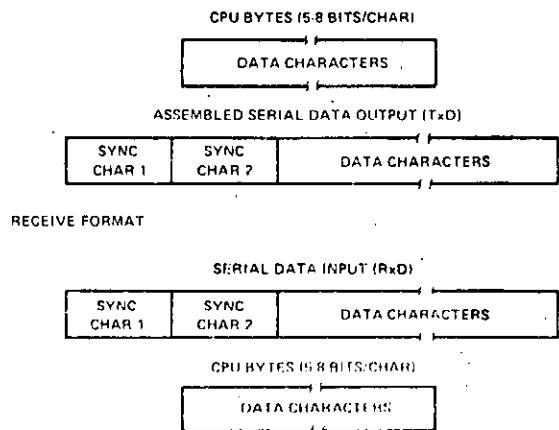 CPU BYTES (5-8 BITS/CHAR)
DATA CHARACTERS
ASSEMBLED SERIAL DATA OUTPUT (TxD)
SYNC CHAR 1
SYNC CHAR 2
DATA CHARACTERS
RECEIVE FORMAT
SERIAL DATA INPUT (RxD)
SYNC CHAR 1
SYNC CHAR 2
DATA CHARACTERS
CPU BYTES (5-8 BITS/CHAR)
DATA CHARACTERS